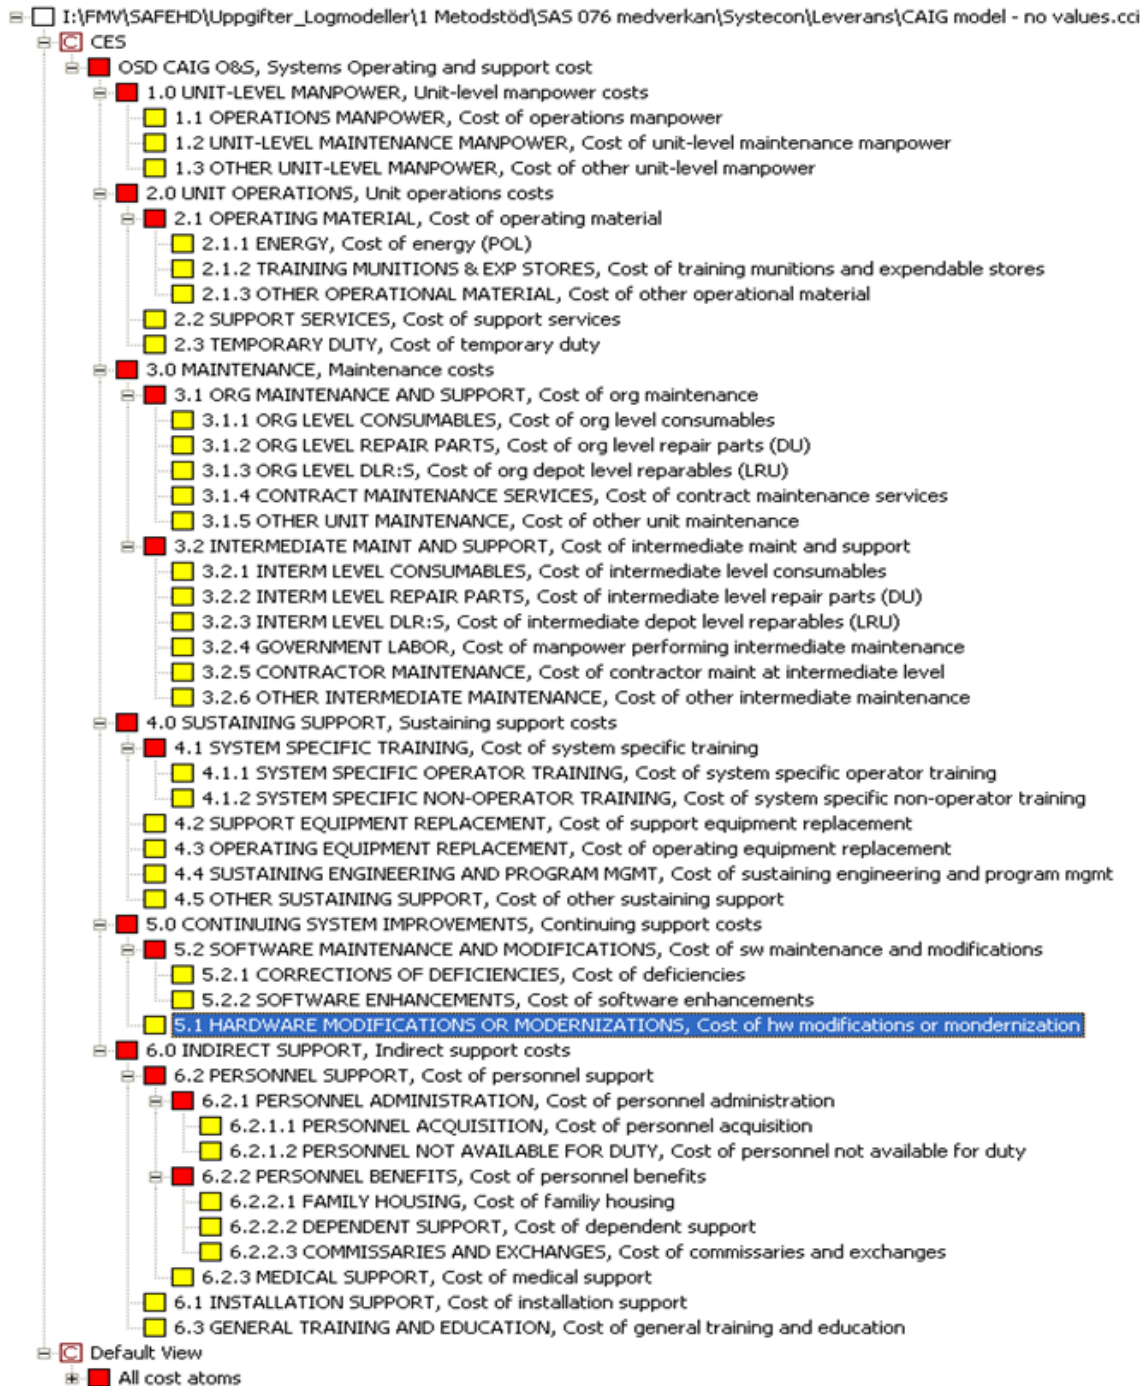 I:\FMV\SAFEHD\Uppgifter_Logmodeller\1 Metodstöd\SAS 076 medverkan\Systecon\Leverans\CAIG model - no values.cci
C CES
OSD CAIG O&S, Systems Operating and support cost
1.0 UNIT-LEVEL MANPOWER, Unit-level manpower costs
1.1 OPERATIONS MANPOWER, Cost of operations manpower
1.2 UNIT-LEVEL MAINTENANCE MANPOWER, Cost of unit-level maintenance manpower
1.3 OTHER UNIT-LEVEL MANPOWER, Cost of other unit-level manpower
2.0 UNIT OPERATIONS, Unit operations costs
2.1 OPERATING MATERIAL, Cost of operating material
2.1.1 ENERGY, Cost of energy (POL)
2.1.2 TRAINING MUNITIONS & EXP STORES, Cost of training munitions and expendable stores
2.1.3 OTHER OPERATIONAL MATERIAL, Cost of other operational material
2.2 SUPPORT SERVICES, Cost of support services
2.3 TEMPORARY DUTY, Cost of temporary duty
3.0 MAINTENANCE, Maintenance costs
3.1 ORG MAINTENANCE AND SUPPORT, Cost of org maintenance
3.1.1 ORG LEVEL CONSUMABLES, Cost of org level consumables
3.1.2 ORG LEVEL REPAIR PARTS, Cost of org level repair parts (DU)
3.1.3 ORG LEVEL DLR:S, Cost of org depot level reparables (LRU)
3.1.4 CONTRACT MAINTENANCE SERVICES, Cost of contract maintenance services
3.1.5 OTHER UNIT MAINTENANCE, Cost of other unit maintenance
3.2 INTERMEDIATE MAINT AND SUPPORT, Cost of intermediate maint and support
3.2.1 INTERM LEVEL CONSUMABLES, Cost of intermediate level consumables
3.2.2 INTERM LEVEL REPAIR PARTS, Cost of intermediate level repair parts (DU)
3.2.3 INTERM LEVEL DLR:S, Cost of intermediate depot level reparables (LRU)
3.2.4 GOVERNMENT LABOR, Cost of manpower performing intermediate maintenance
3.2.5 CONTRACTOR MAINTENANCE, Cost of contractor maint at intermediate level
3.2.6 OTHER INTERMEDIATE MAINTENANCE, Cost of other intermediate maintenance
4.0 SUSTAINING SUPPORT, Sustaining support costs
4.1 SYSTEM SPECIFIC TRAINING, Cost of system specific training
4.1.1 SYSTEM SPECIFIC OPERATOR TRAINING, Cost of system specific operator training
4.1.2 SYSTEM SPECIFIC NON-OPERATOR TRAINING, Cost of system specific non-operator training
4.2 SUPPORT EQUIPMENT REPLACEMENT, Cost of support equipment replacement
4.3 OPERATING EQUIPMENT REPLACEMENT, Cost of operating equipment replacement
4.4 SUSTAINING ENGINEERING AND PROGRAM MGMT, Cost of sustaining engineering and program mgmt
4.5 OTHER SUSTAINING SUPPORT, Cost of other sustaining support
5.0 CONTINUING SYSTEM IMPROVEMENTS, Continuing support costs
5.2 SOFTWARE MAINTENANCE AND MODIFICATIONS, Cost of sw maintenance and modifications
5.2.1 CORRECTIONS OF DEFICIENCIES, Cost of deficiencies
5.2.2 SOFTWARE ENHANCEMENTS, Cost of software enhancements
5.1 HARDWARE MODIFICATIONS OR MODERNIZATIONS, Cost of hw modifications or mondernization
6.0 INDIRECT SUPPORT, Indirect support costs
6.2 PERSONNEL SUPPORT, Cost of personnel support
6.2.1 PERSONNEL ADMINISTRATION, Cost of personnel administration
6.2.1.1 PERSONNEL ACQUISITION, Cost of personnel acquisition
6.2.1.2 PERSONNEL NOT AVAILABLE FOR DUTY, Cost of personnel not available for duty
6.2.2 PERSONNEL BENEFITS, Cost of personnel benefits
6.2.2.1 FAMILY HOUSING, Cost of familiy housing
6.2.2.2 DEPENDENT SUPPORT, Cost of dependent support
6.2.2.3 COMMISSARIES AND EXCHANGES, Cost of commissaries and exchanges
6.2.3 MEDICAL SUPPORT, Cost of medical support
6.1 INSTALLATION SUPPORT, Cost of installation support
6.3 GENERAL TRAINING AND EDUCATION, Cost of general training and education
C Default View
All cost atoms